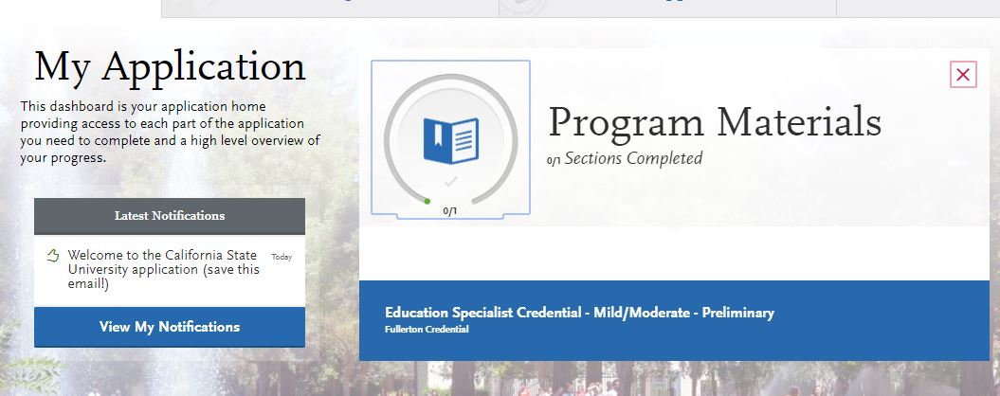 My Application
This dashboard is your application home
providing access to each part of the application
you need to complete and a high level overview of
your progress.
Latest Notifications
Welcome to the California State
University application (save this
email!)
Today
View My Notifications
Program Materials
0/1 Sections Completed
0/1
Education Specialist Credential - Mild/Moderate - Preliminary
Fullerton Credential